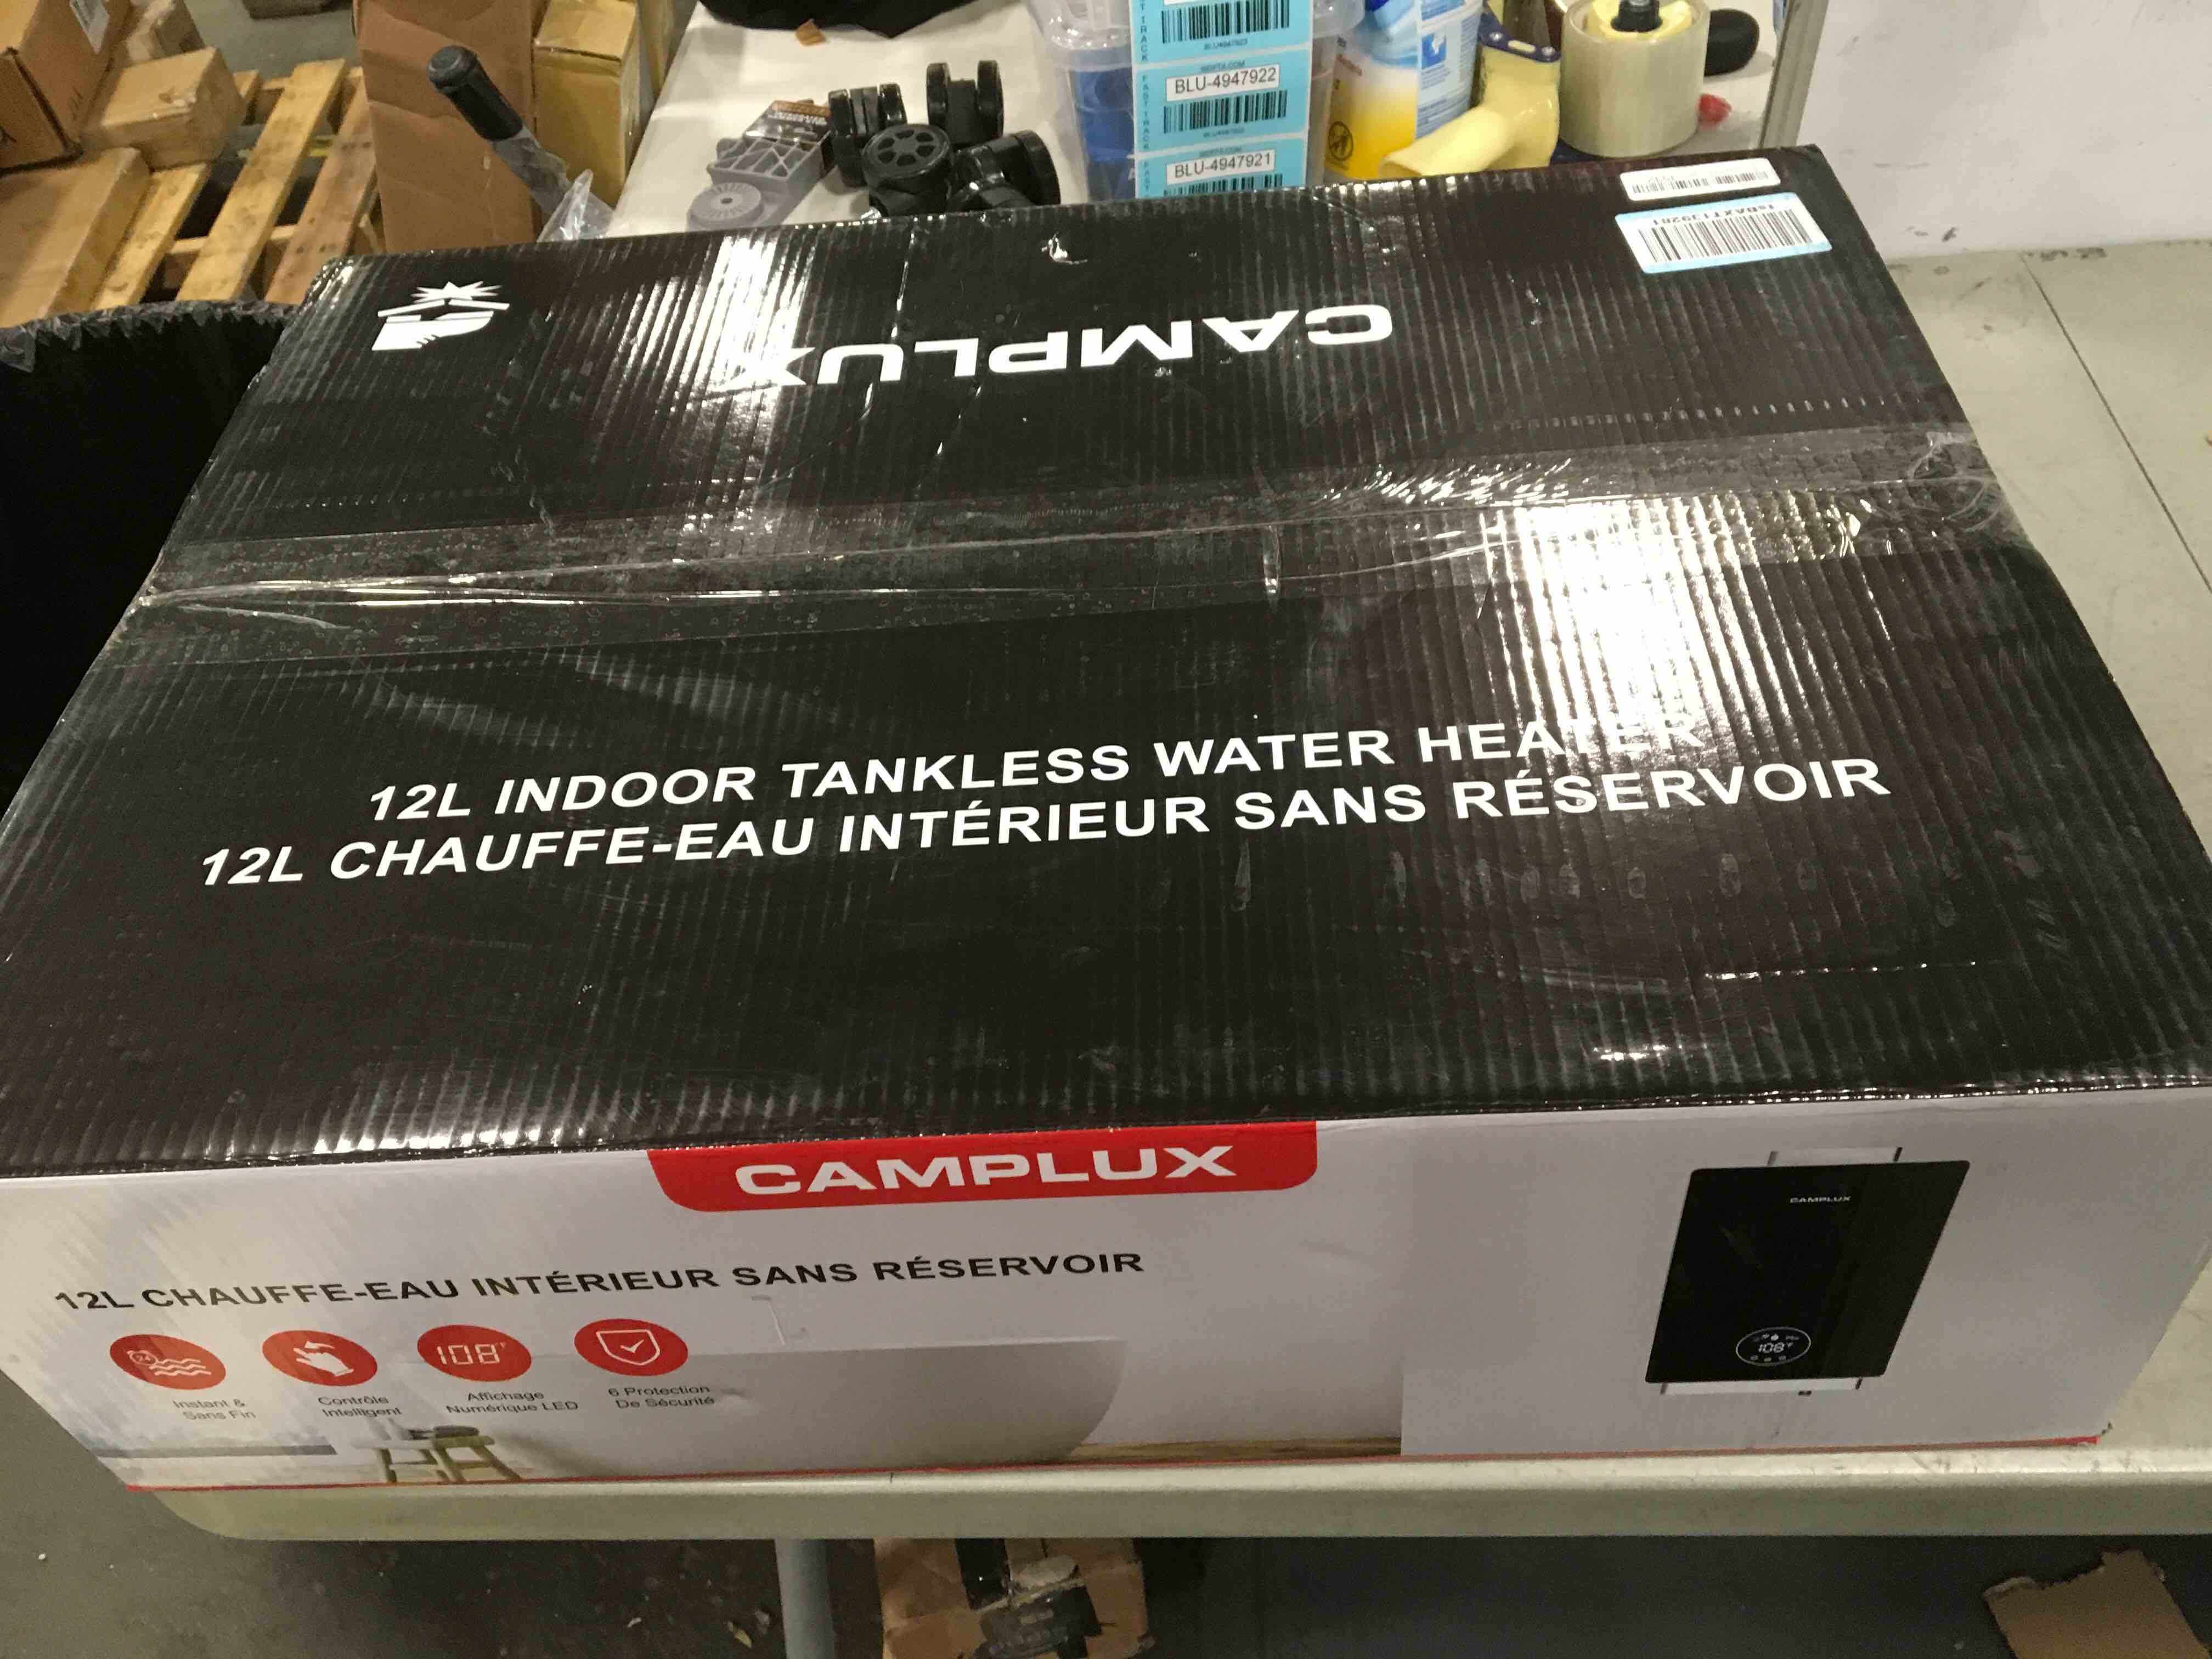 BLU-4947922
BLU-4947921
CAMPLUX
12L INDOOR TANKLESS WATER HEATER
12L CHAUFFE-EAU INTÉRIEUR SANS RÉSERVOIR
CAMPLUX
12L CHAUFFE-EAU INTÉRIEUR SANS RÉSERVOIR
24
108°F
Instant &
Sans Fin
Contrôle
Intelligent
Affichage
Numérique LED
6 Protection
De Sécurité
CAMPLUX
108°F